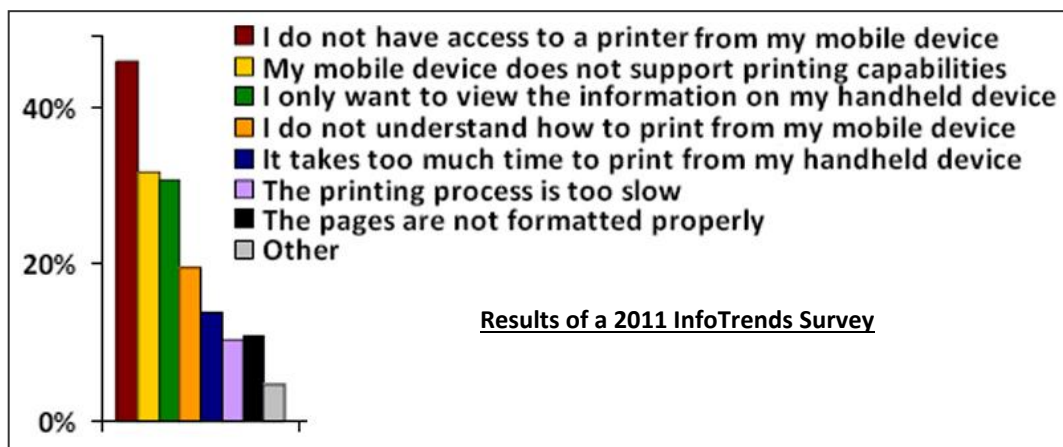 I do not have access to a printer from my mobile device
My mobile device does not support printing capabilities
I only want to view the information on my handheld device
I do not understand how to print from my mobile device
It takes too much time to print from my handheld device
The printing process is too slow
The pages are not formatted properly
Other
40%
20%
0%
Results of a 2011 InfoTrends Survey